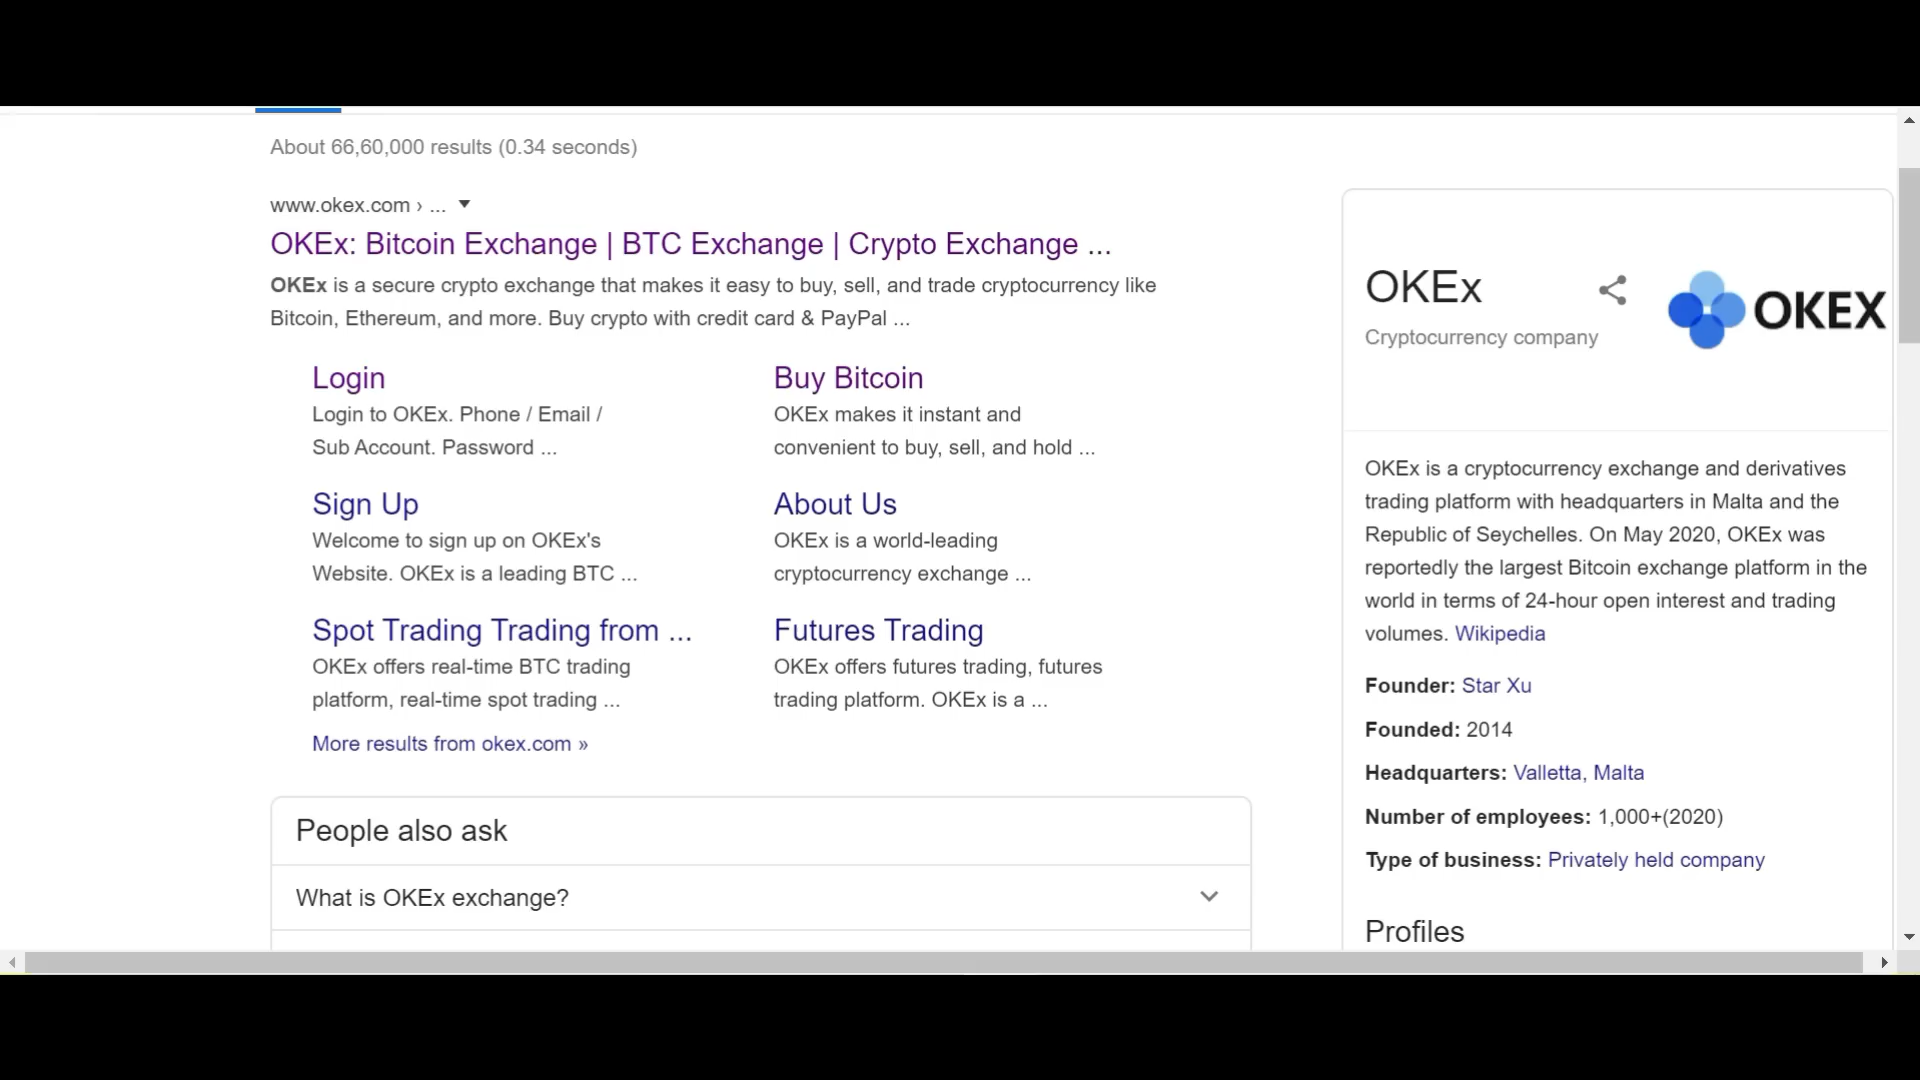 About 66,60,000 results (0.34 seconds)
www.okex.com › ...
OKEx: Bitcoin Exchange | BTC Exchange | Crypto Exchange ...
OKEx is a secure crypto exchange that makes it easy to buy, sell, and trade cryptocurrency like
Bitcoin, Ethereum, and more. Buy crypto with credit card & PayPal ...
Login
Login to OKEx. Phone / Email /
Sub Account. Password ...
Buy Bitcoin
OKEx makes it instant and
convenient to buy, sell, and hold ...
Sign Up
Welcome to sign up on OKEx's
Website. OKEx is a leading BTC ...
About Us
OKEx is a world-leading
cryptocurrency exchange ...
Spot Trading Trading from ...
OKEx offers real-time BTC trading
platform, real-time spot trading ...
Futures Trading
OKEx offers futures trading, futures
trading platform. OKEx is a ...
More results from okex.com »
People also ask
What is OKEx exchange?
OKEx
Cryptocurrency company
OKEX
OKEx is a cryptocurrency exchange and derivatives
trading platform with headquarters in Malta and the
Republic of Seychelles. On May 2020, OKEx was
reportedly the largest Bitcoin exchange platform in the
world in terms of 24-hour open interest and trading
volumes. Wikipedia
Founder: Star Xu
Founded: 2014
Headquarters: Valletta, Malta
Number of employees: 1,000+(2020)
Type of business: Privately held company
Profiles